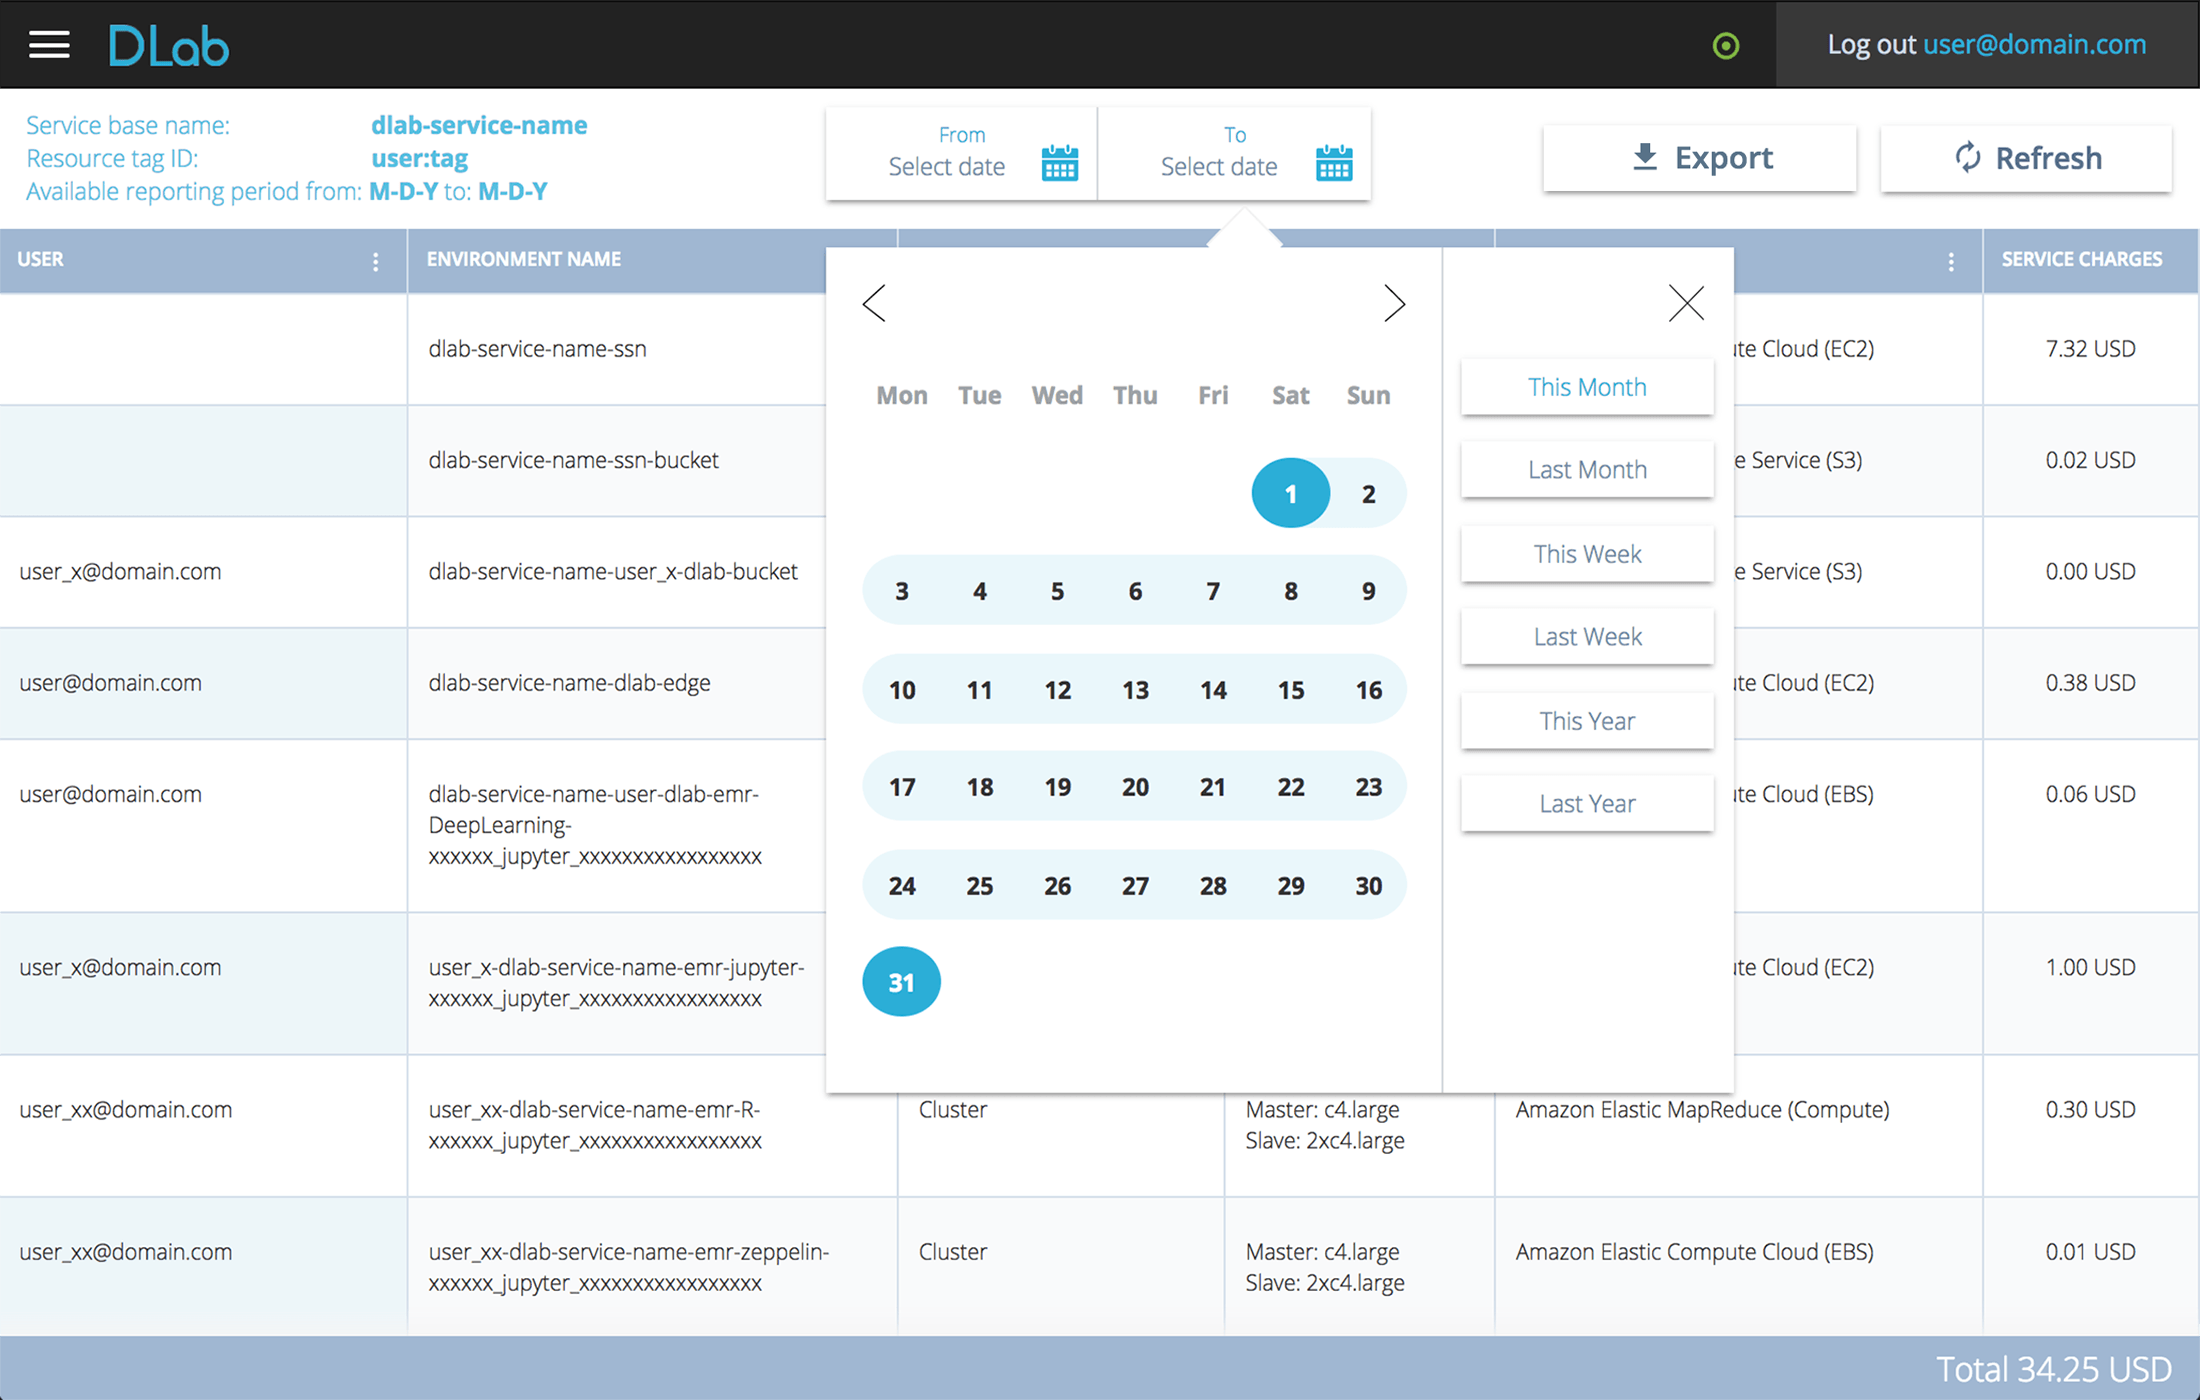 DLab
Log out user@domain.com
Service base name: dlab-service-name
Resource tag ID: user:tag
Available reporting period from: M-D-Y to: M-D-Y
From
Select date
To
Select date
Export
Refresh
USER
ENVIRONMENT NAME
SERVICE CHARGES
Mon Tue Wed Thu Fri Sat Sun
1 2
3 4 5 6 7 8 9
10 11 12 13 14 15 16
17 18 19 20 21 22 23
24 25 26 27 28 29 30
31
This Month
Last Month
This Week
Last Week
This Year
Last Year
dlab-service-name-ssn
Cloud (EC2)
7.32 USD
dlab-service-name-ssn-bucket
Service (S3)
0.02 USD
user_x@domain.com
dlab-service-name-user_x-dlab-bucket
Service (S3)
0.00 USD
user@domain.com
dlab-service-name-dlab-edge
Cloud (EC2)
0.38 USD
user@domain.com
dlab-service-name-user-dlab-emr-
DeepLearning-
xxxxxx_jupyter_xxxxxxxxxxxxxxxxx
Cloud (EBS)
0.06 USD
user_x@domain.com
user_x-dlab-service-name-emr-jupyter-
xxxxxx_jupyter_xxxxxxxxxxxxxxxxx
Cloud (EC2)
1.00 USD
user_xx@domain.com
user_xx-dlab-service-name-emr-R-
xxxxxx_jupyter_xxxxxxxxxxxxxxxxx
Cluster
Master: c4.large
Slave: 2xc4.large
Amazon Elastic MapReduce (Compute)
0.30 USD
user_xx@domain.com
user_xx-dlab-service-name-emr-zeppelin-
xxxxxx_jupyter_xxxxxxxxxxxxxxxxx
Cluster
Master: c4.large
Slave: 2xc4.large
Amazon Elastic Compute Cloud (EBS)
0.01 USD
Total 34.25 USD